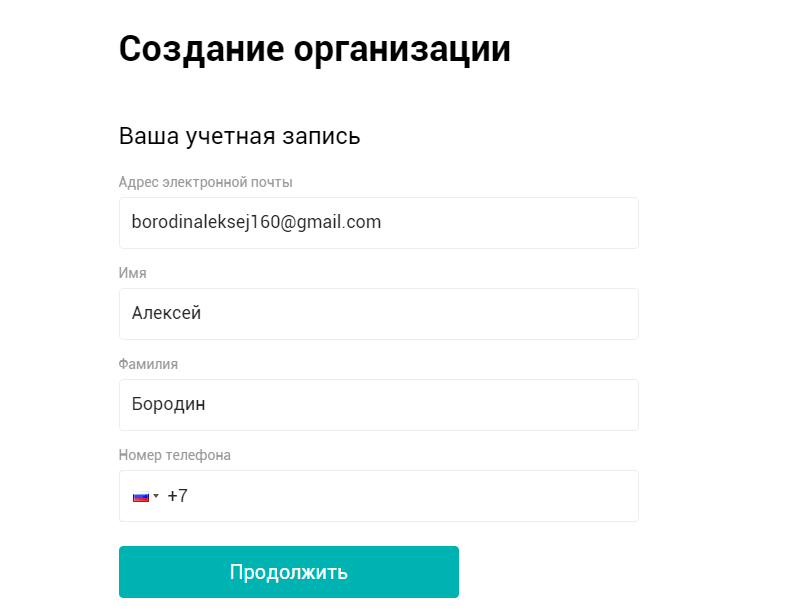 Создание организации
Ваша учетная запись
Адрес электронной почты
borodinaleksej160@gmail.com
Имя
Алексей
Фамилия
Бородин
Номер телефона
+7
Продолжить